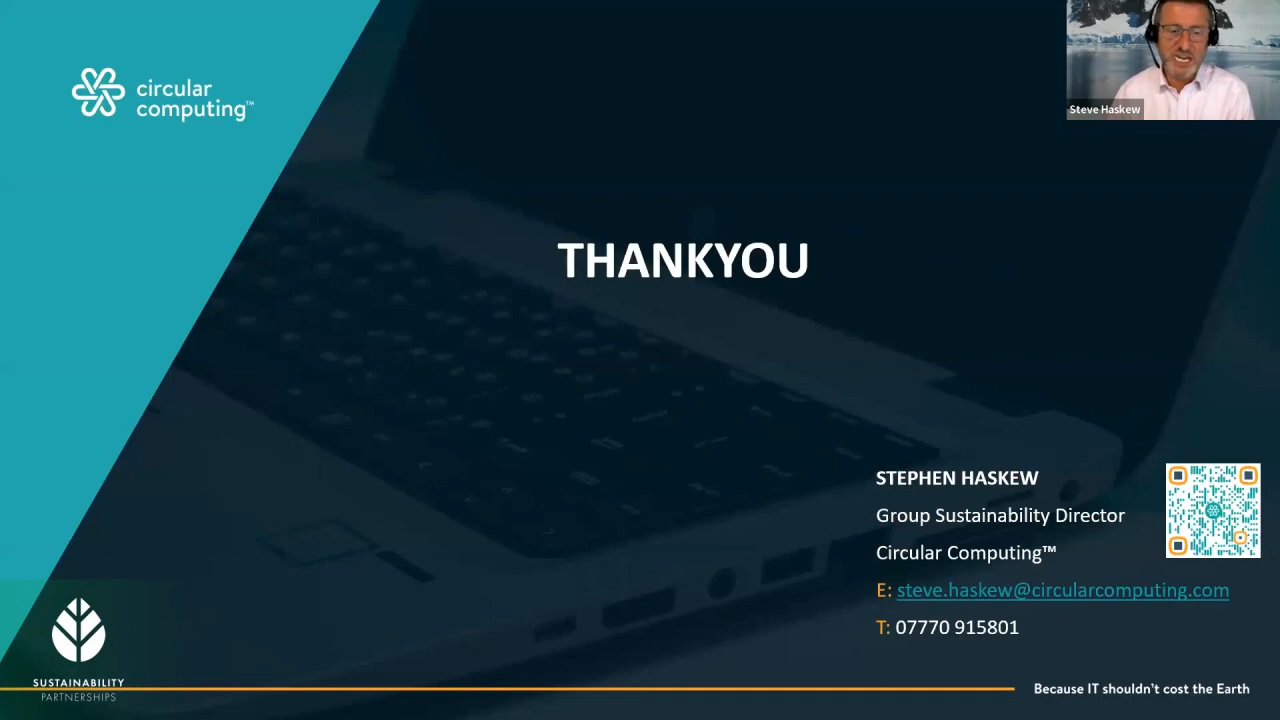 circular
computing™
Steve Haskew
THANKYOU
STEPHEN HASKEW
Group Sustainability Director
Circular Computing™
E: steve.haskew@circularcomputing.com
T: 07770 915801
SUSTAINABILITY
PARTNERSHIPS
Because IT shouldn't cost the Earth